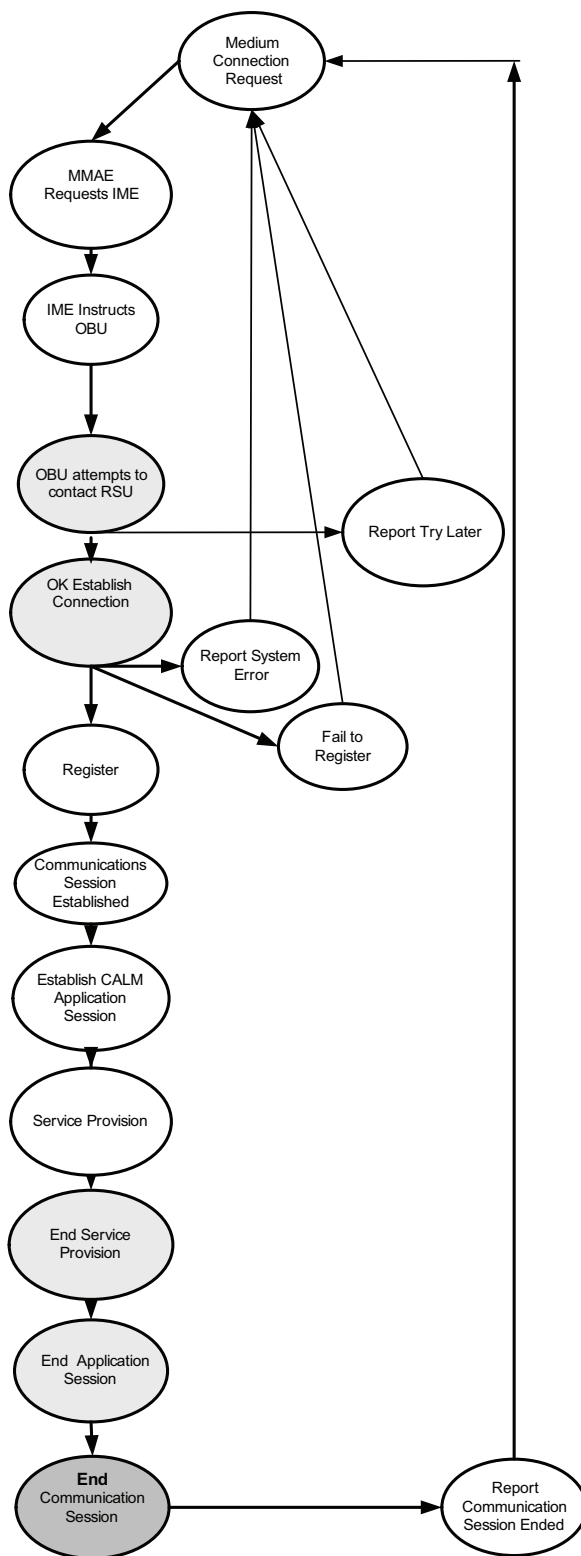 Medium
Connection
Request
MMAE
Requests IME
IME Instructs
OBU
OBU attempts to
contact RSU
Report Try Later
OK Establish
Connection
Report System
Error
Fail to
Register
Register
Communications
Session
Established
Establish CALM
Application
Session
Service Provision
End Service
Provision
End Application
Session
End
Communication
Session
Report
Communication
Session Ended